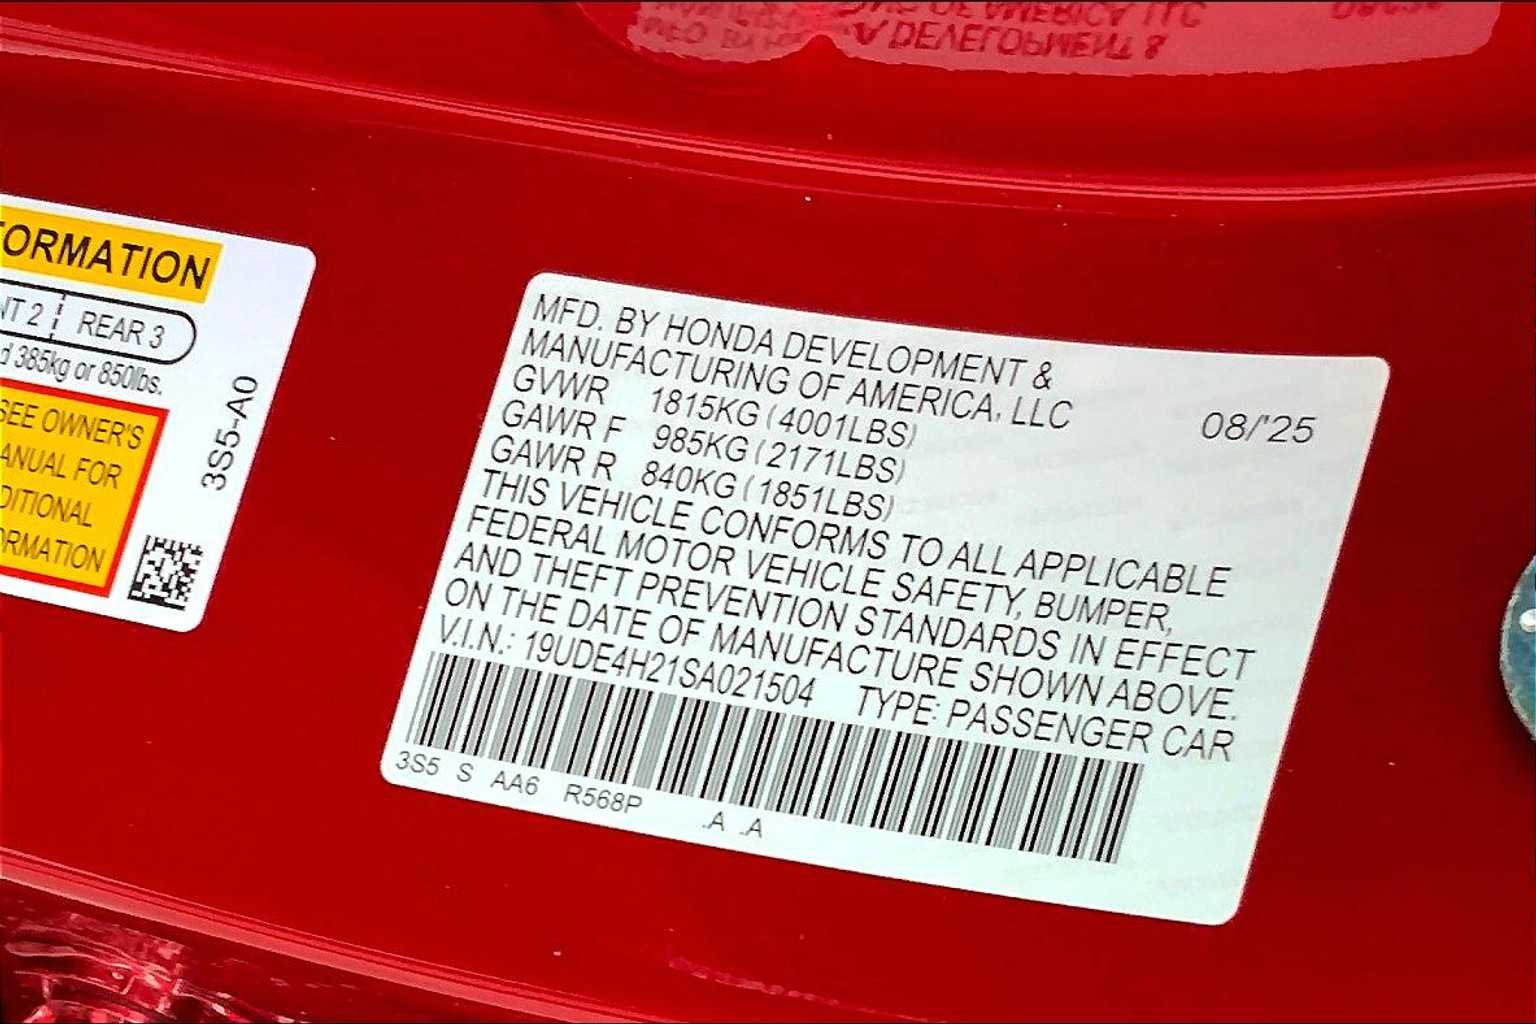 FORMATION
NT 2 REAR 3
d 385kg or 850lbs.
SEE OWNER'S
ANUAL FOR
DITIONAL
ORMATION
3S5-A0
MFD. BY HONDA DEVELOPMENT &
MANUFACTURING OF AMERICA, LLC 08/'25
GVWR 1815KG (4001LBS)
GAWR F 985KG (2171LBS)
GAWR R 840KG (1851LBS)
THIS VEHICLE CONFORMS TO ALL APPLICABLE
FEDERAL MOTOR VEHICLE SAFETY, BUMPER,
AND THEFT PREVENTION STANDARDS IN EFFECT
ON THE DATE OF MANUFACTURE SHOWN ABOVE.
V.I.N.: 19UDE4H21SA021504 TYPE: PASSENGER CAR
3S5 S AA6 R568P .A .A